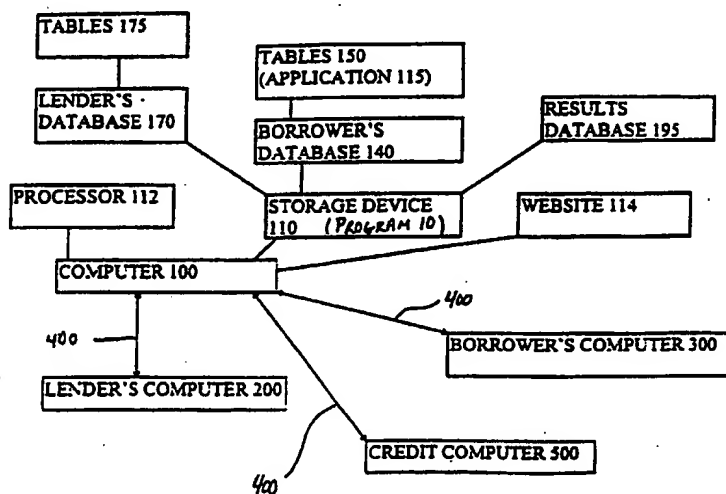 TABLES 175
TABLES 150
(APPLICATION 115)
LENDER'S
DATABASE 170
BORROWER'S
DATABASE 140
RESULTS
DATABASE 195
PROCESSOR 112
STORAGE DEVICE
110 (PROGRAM 10)
WEBSITE 114
COMPUTER 100
400
400
BORROWER'S COMPUTER 300
LENDER'S COMPUTER 200
CREDIT COMPUTER 500
400